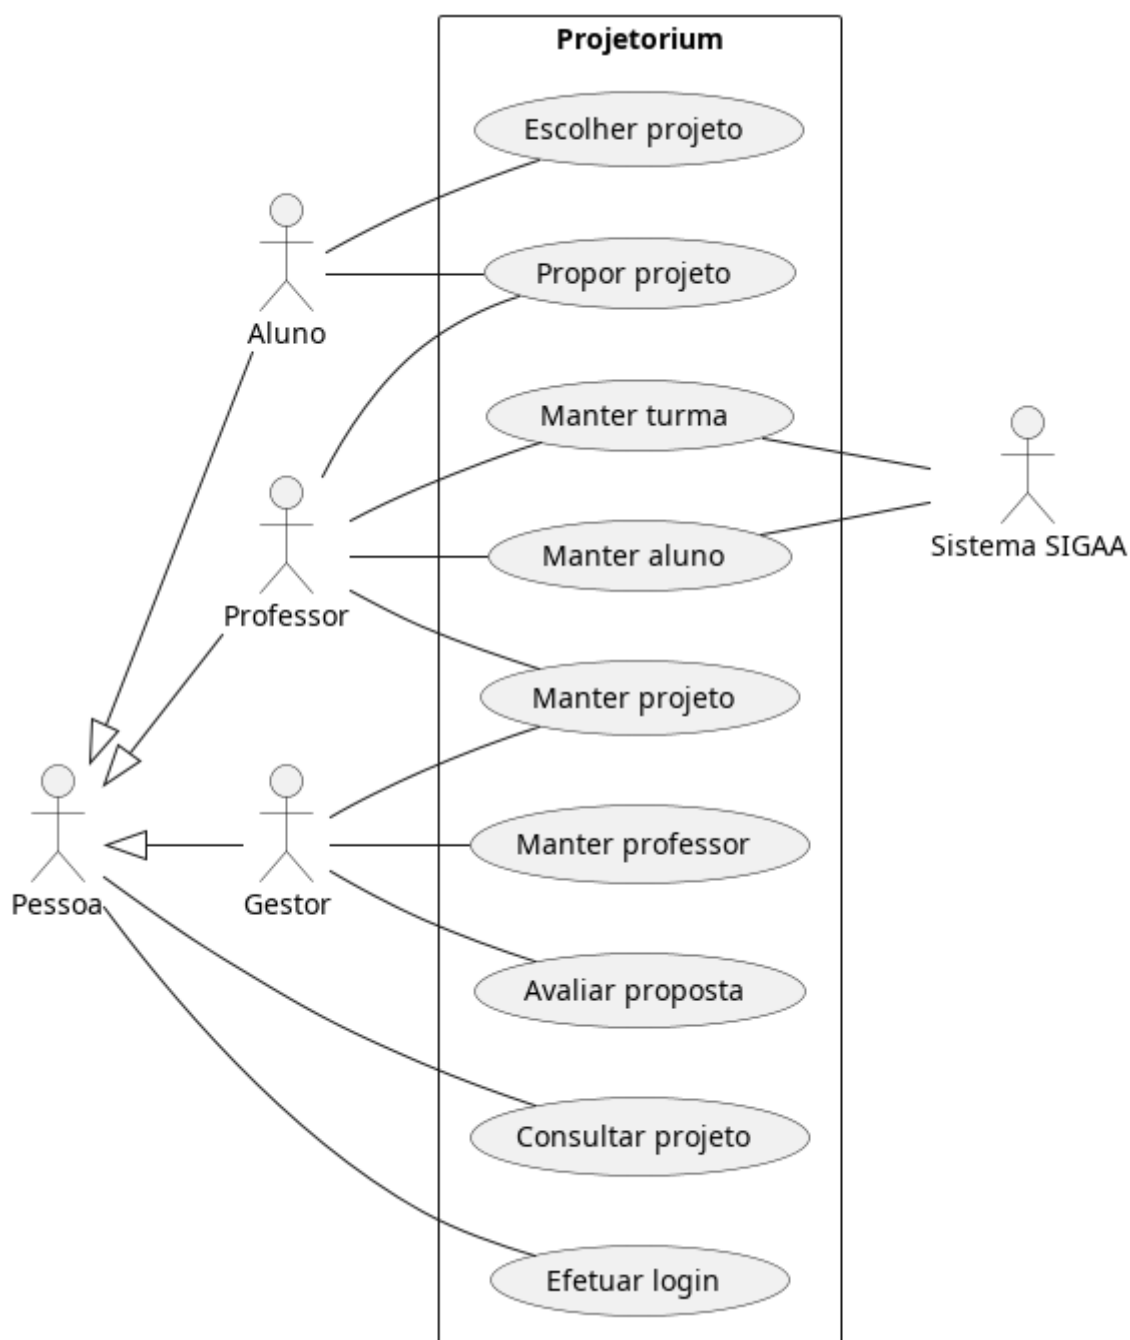 Projetorium
Escolher projeto
Aluno
Propor projeto
Manter turma
Professor
Manter aluno
Sistema SIGAA
Manter projeto
Pessoa
Gestor
Manter professor
Avaliar proposta
Consultar projeto
Efetuar login